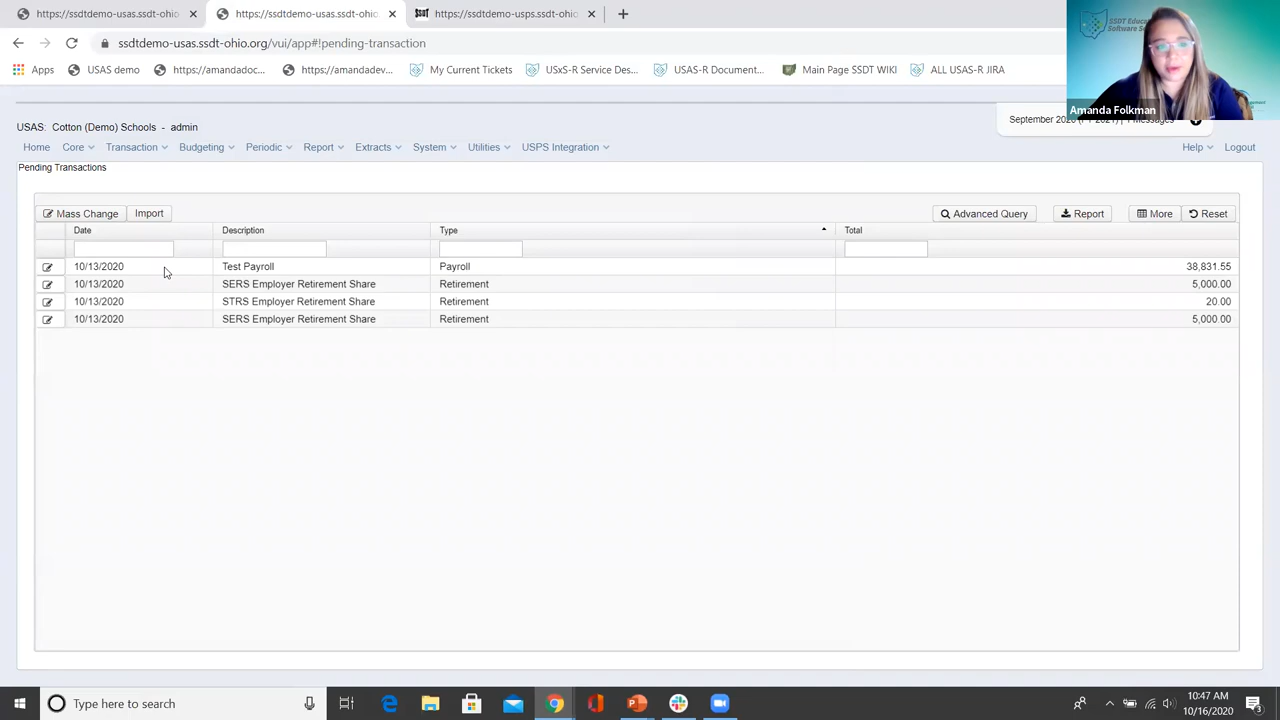 https://ssdtdemo-usas.ssdt-ohio. https://ssdtdemo-usas.ssdt-ohio. https://ssdtdemo-usps.ssdt-ohio.
ssdtdemo-usas.ssdt-ohio.org/vui/app#!pending-transaction
Apps USAS demo https://amandadoc... https://amandadev... My Current Tickets USxS-R Service Des... USAS-R Document... Main Page SSDT WIKI ALL USAS-R JIRA
Amanda Folkman
USAS: Cotton (Demo) Schools - admin
Home Core Transaction Budgeting Periodic Report Extracts System Utilities USPS Integration Help Logout
Pending Transactions
Mass Change Import Advanced Query Report More Reset
Date Description Type Total
10/13/2020 Test Payroll Payroll 38,831.55
10/13/2020 SERS Employer Retirement Share Retirement 5,000.00
10/13/2020 STRS Employer Retirement Share Retirement 20.00
10/13/2020 SERS Employer Retirement Share Retirement 5,000.00
Type here to search
10:47 AM
10/16/2020